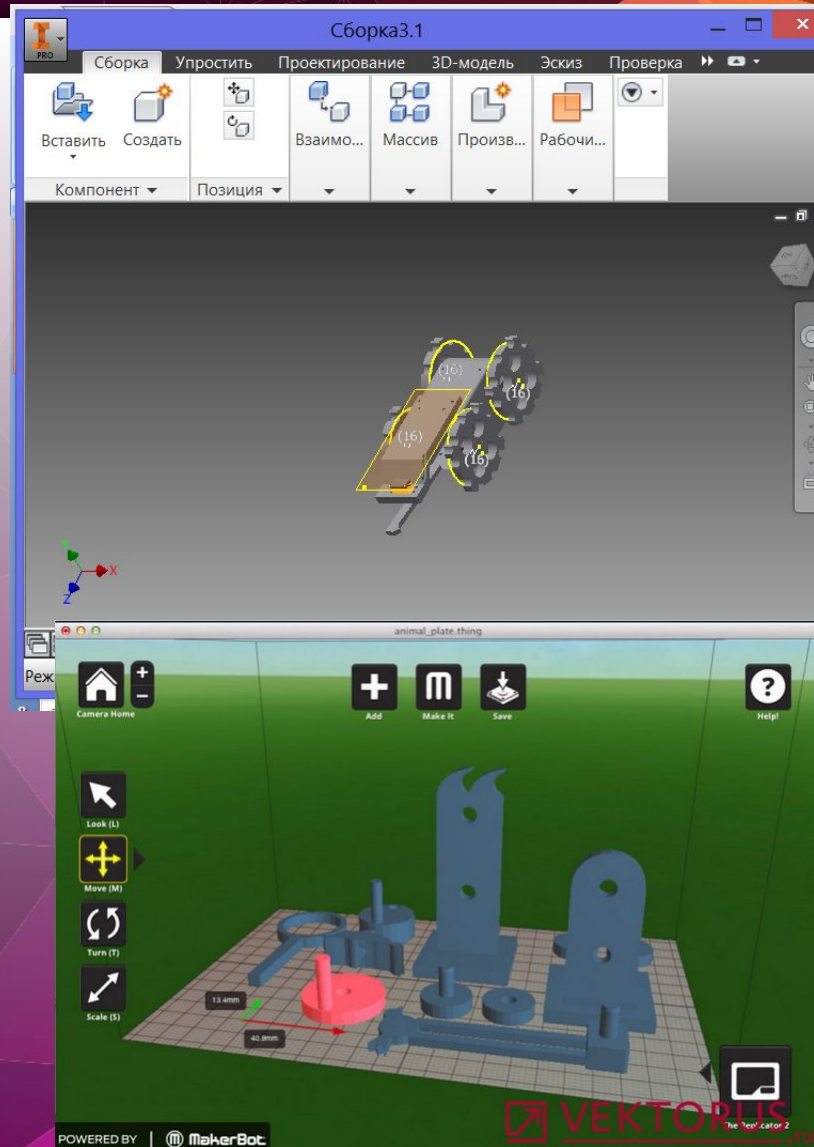 Сборка3.1
PRO
Сборка Упростить Проектирование 3D-модель Эскиз Проверка
Вставить Создать Взаимо... Массив Произв... Рабочи...
Компонент Позиция
(16)
(16)
(16)
(16)
X
Z
Реж
animal_plate.thing
Camera Home
Add
Make It
Save
Help!
Look (L)
Move (M)
Turn (T)
Scale (S)
13.4mm
40.9mm
The Replicator 2
POWERED BY | MakerBot
VEKTORUS.ru